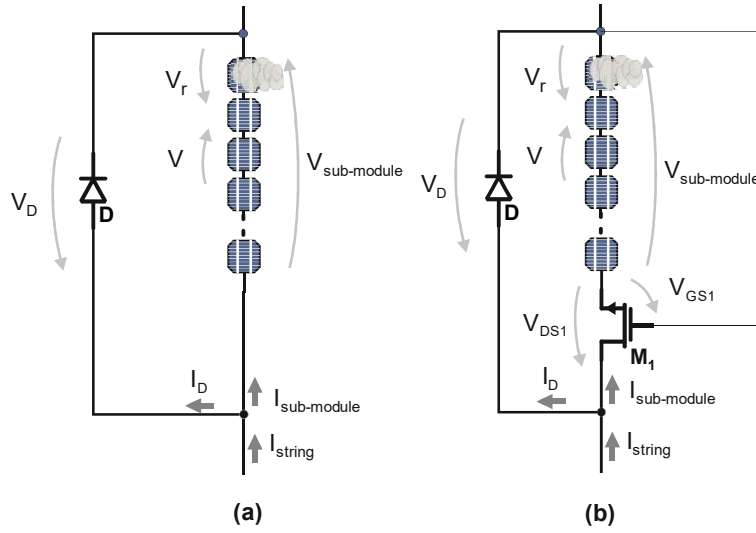 V_r
V
V_sub-module
V_D
D
I_D
I_sub-module
I_string
(a)
V_r
V
V_sub-module
V_D
D
V_GS1
V_DS1
M_1
I_D
I_sub-module
I_string
(b)